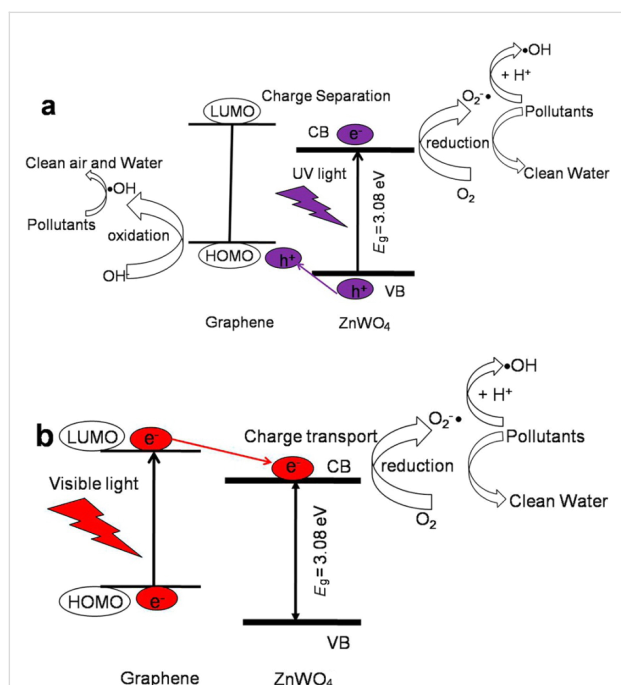 a
Charge Separation
LUMO
CB
e⁻
UV light
E₉ = 3.08 eV
HOMO
h⁺
h⁺
VB
Graphene
ZnWO₄
Clean air and Water
•OH
Pollutants
oxidation
OH⁻
•OH
+ H⁺
O₂⁻•
Pollutants
reduction
O₂
Clean Water
b
LUMO
e⁻
Charge transport
e⁻
CB
Visible light
Eg = 3.08 eV
HOMO
e⁻
VB
Graphene
ZnWO₄
•OH
+ H⁺
O₂⁻•
Pollutants
reduction
O₂
Clean Water